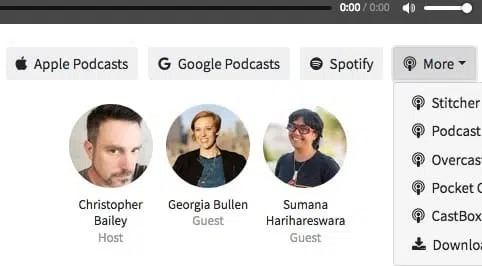 0:00 / 0:00
Apple Podcasts
Google Podcasts
Spotify
More
Stitcher
Podcast
Overcast
Pocket C
CastBox
Downloa
Christopher
Bailey
Host
Georgia Bullen
Guest
Sumana
Harihareswara
Guest